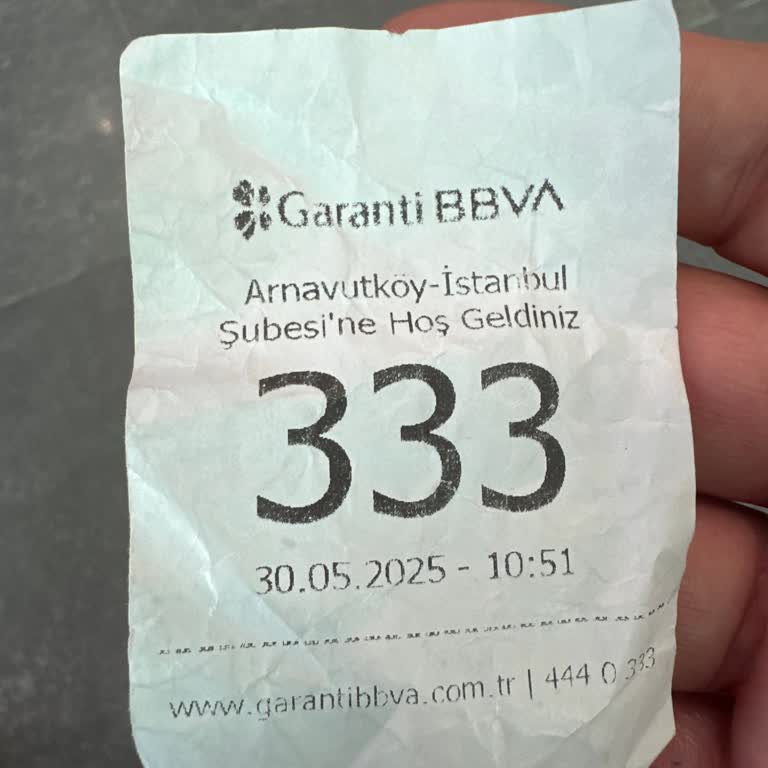 Garanti BBVA
Arnavutköy-İstanbul
Şubesi'ne Hoş Geldiniz
333
30.05.2025 - 10:51
www.garantibbva.com.tr | 444 0 333